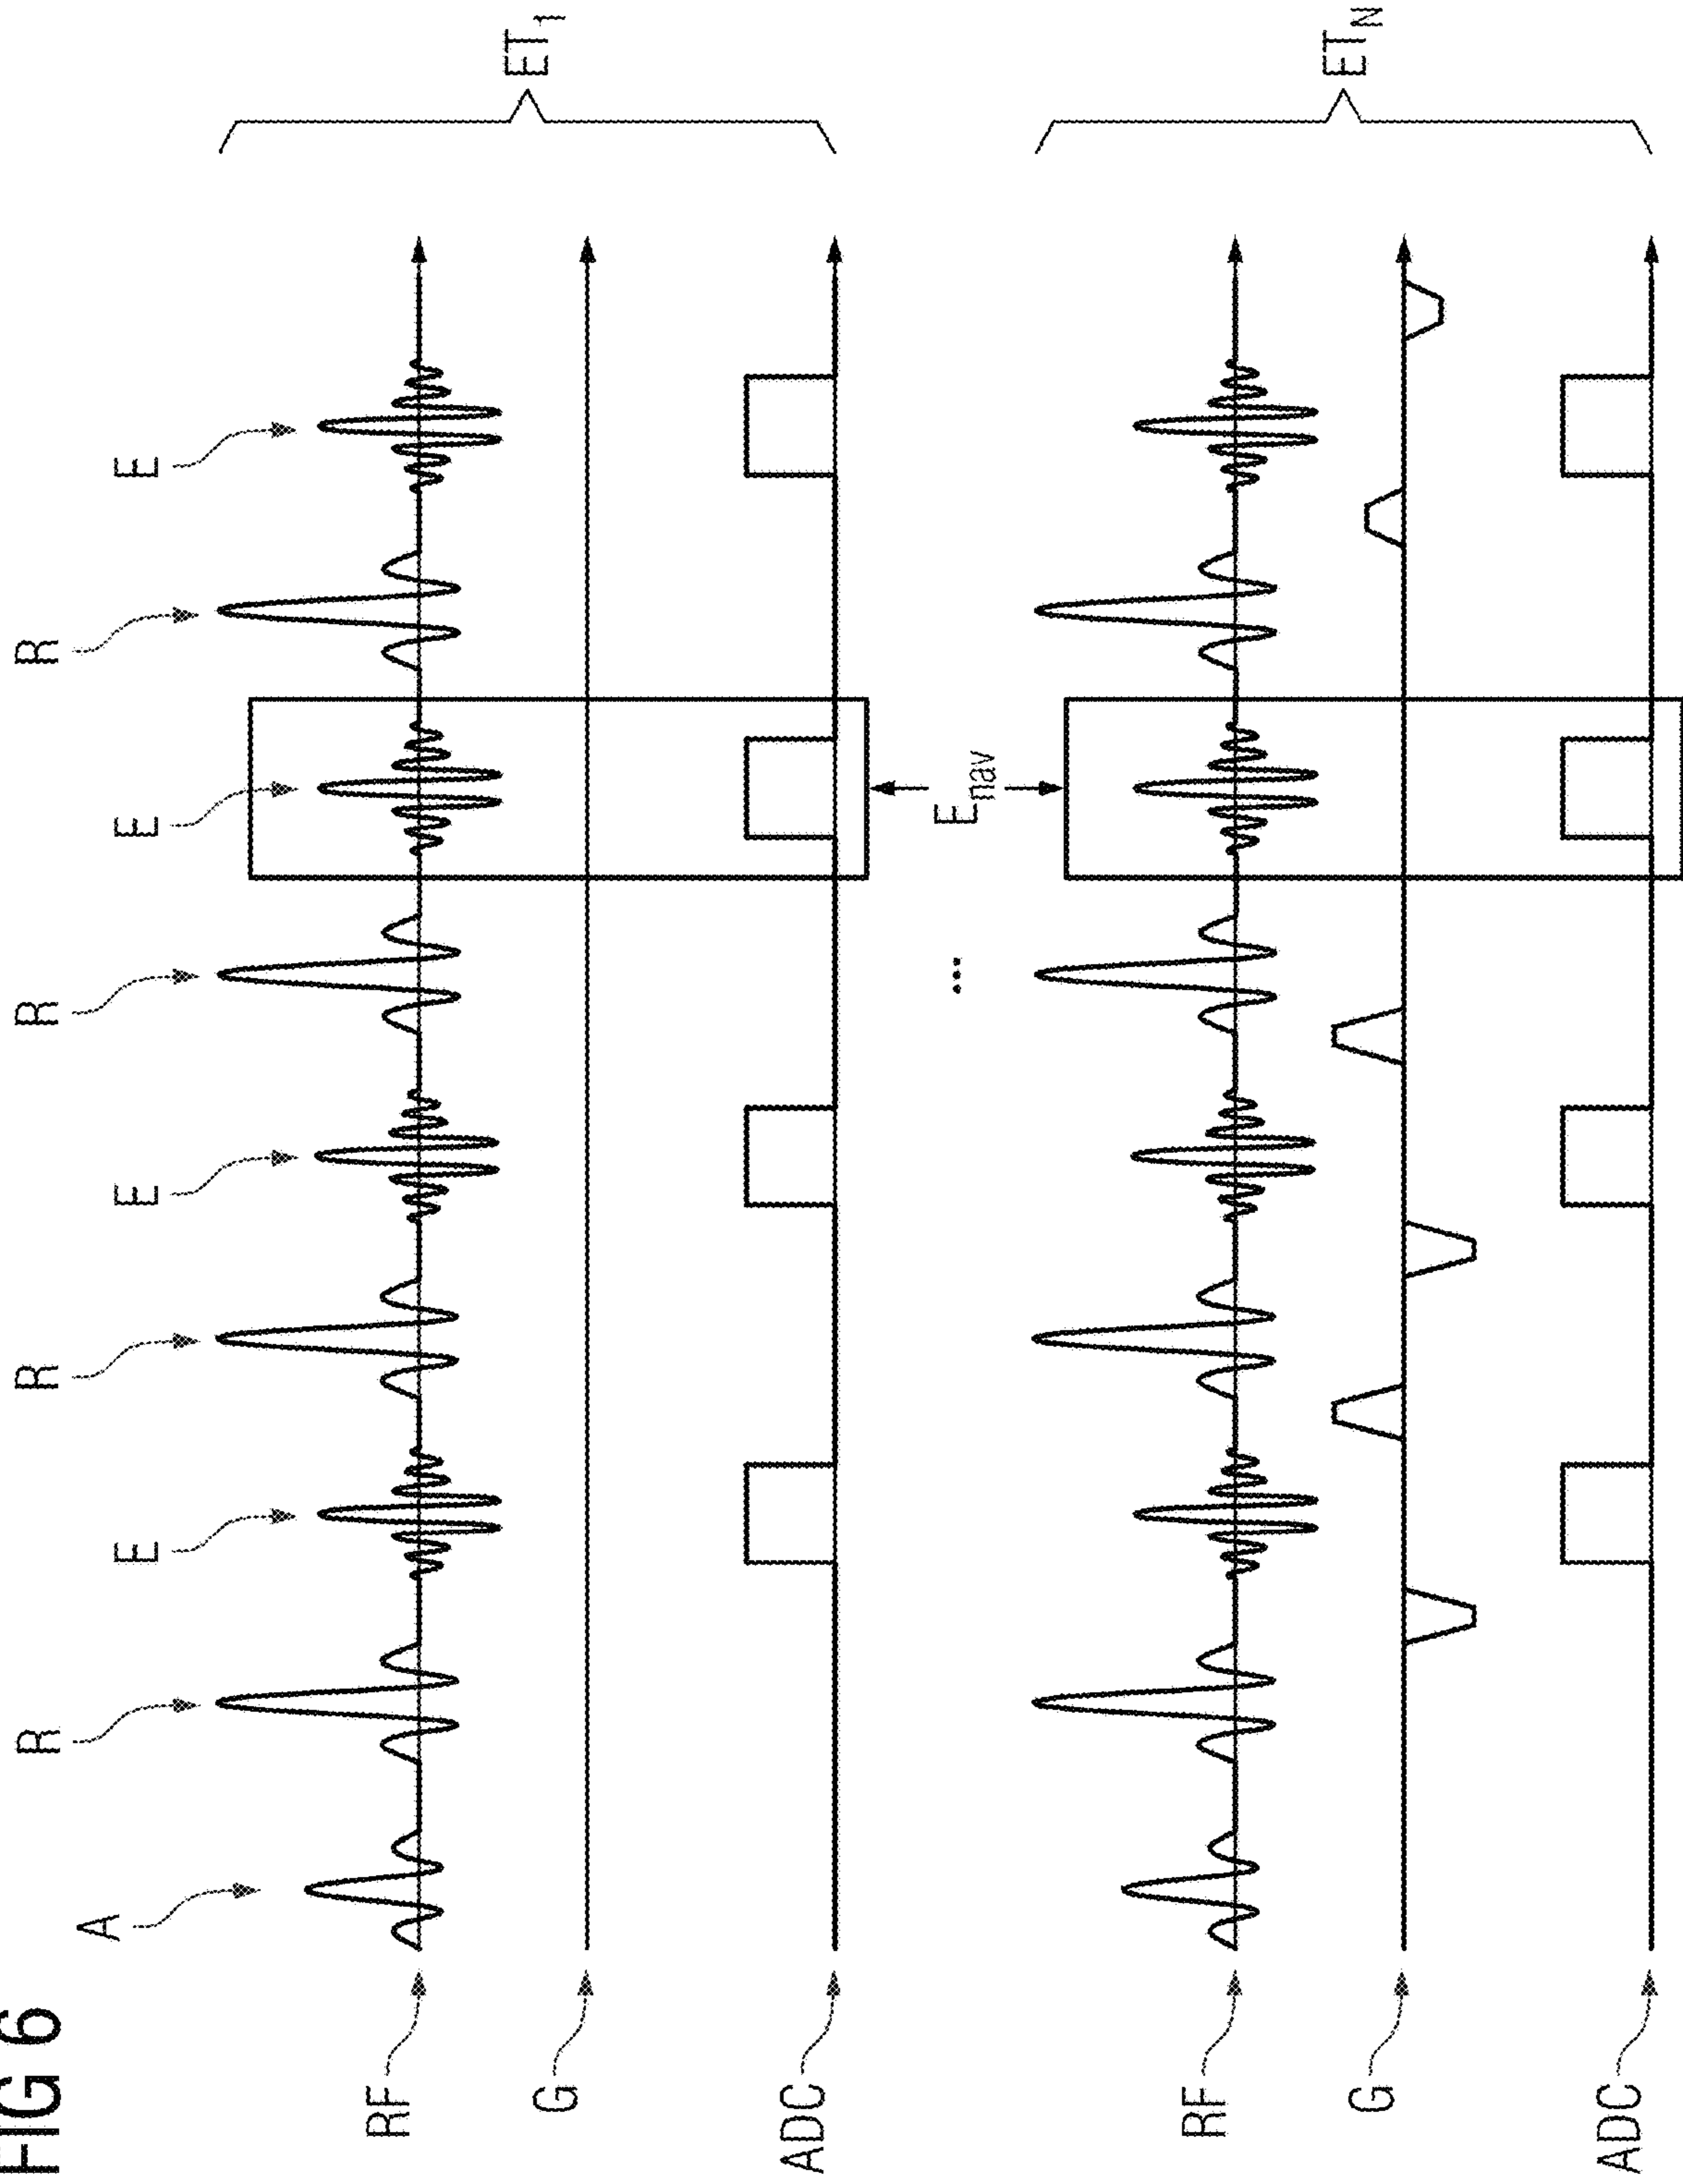 FIG 6
R R R R
A E E E E
RF
G
ADC
ET1
Enav
...
RF
G
ADC
ETN